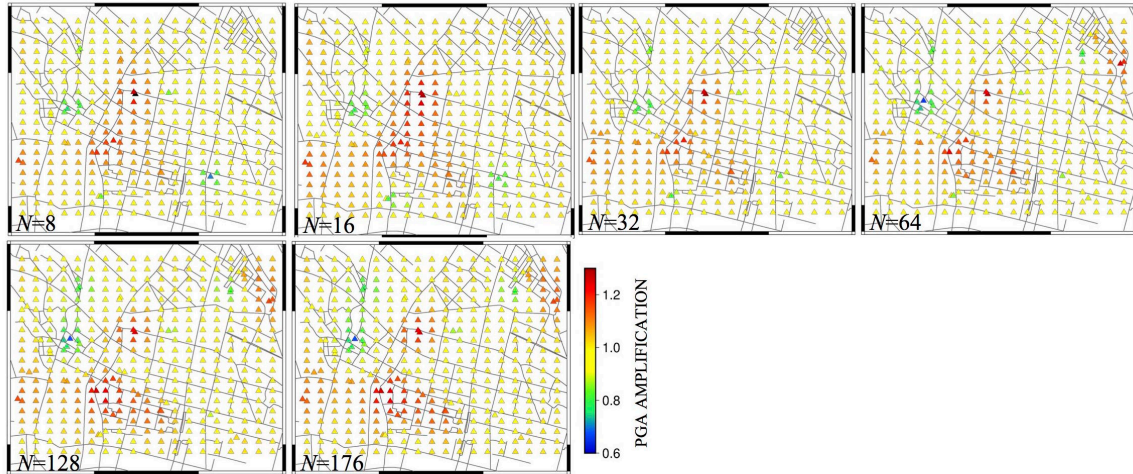 N=8
N=16
N=32
N=64
N=128
N=176
1.2
1.0
0.8
0.6
PGA AMPLIFICATION